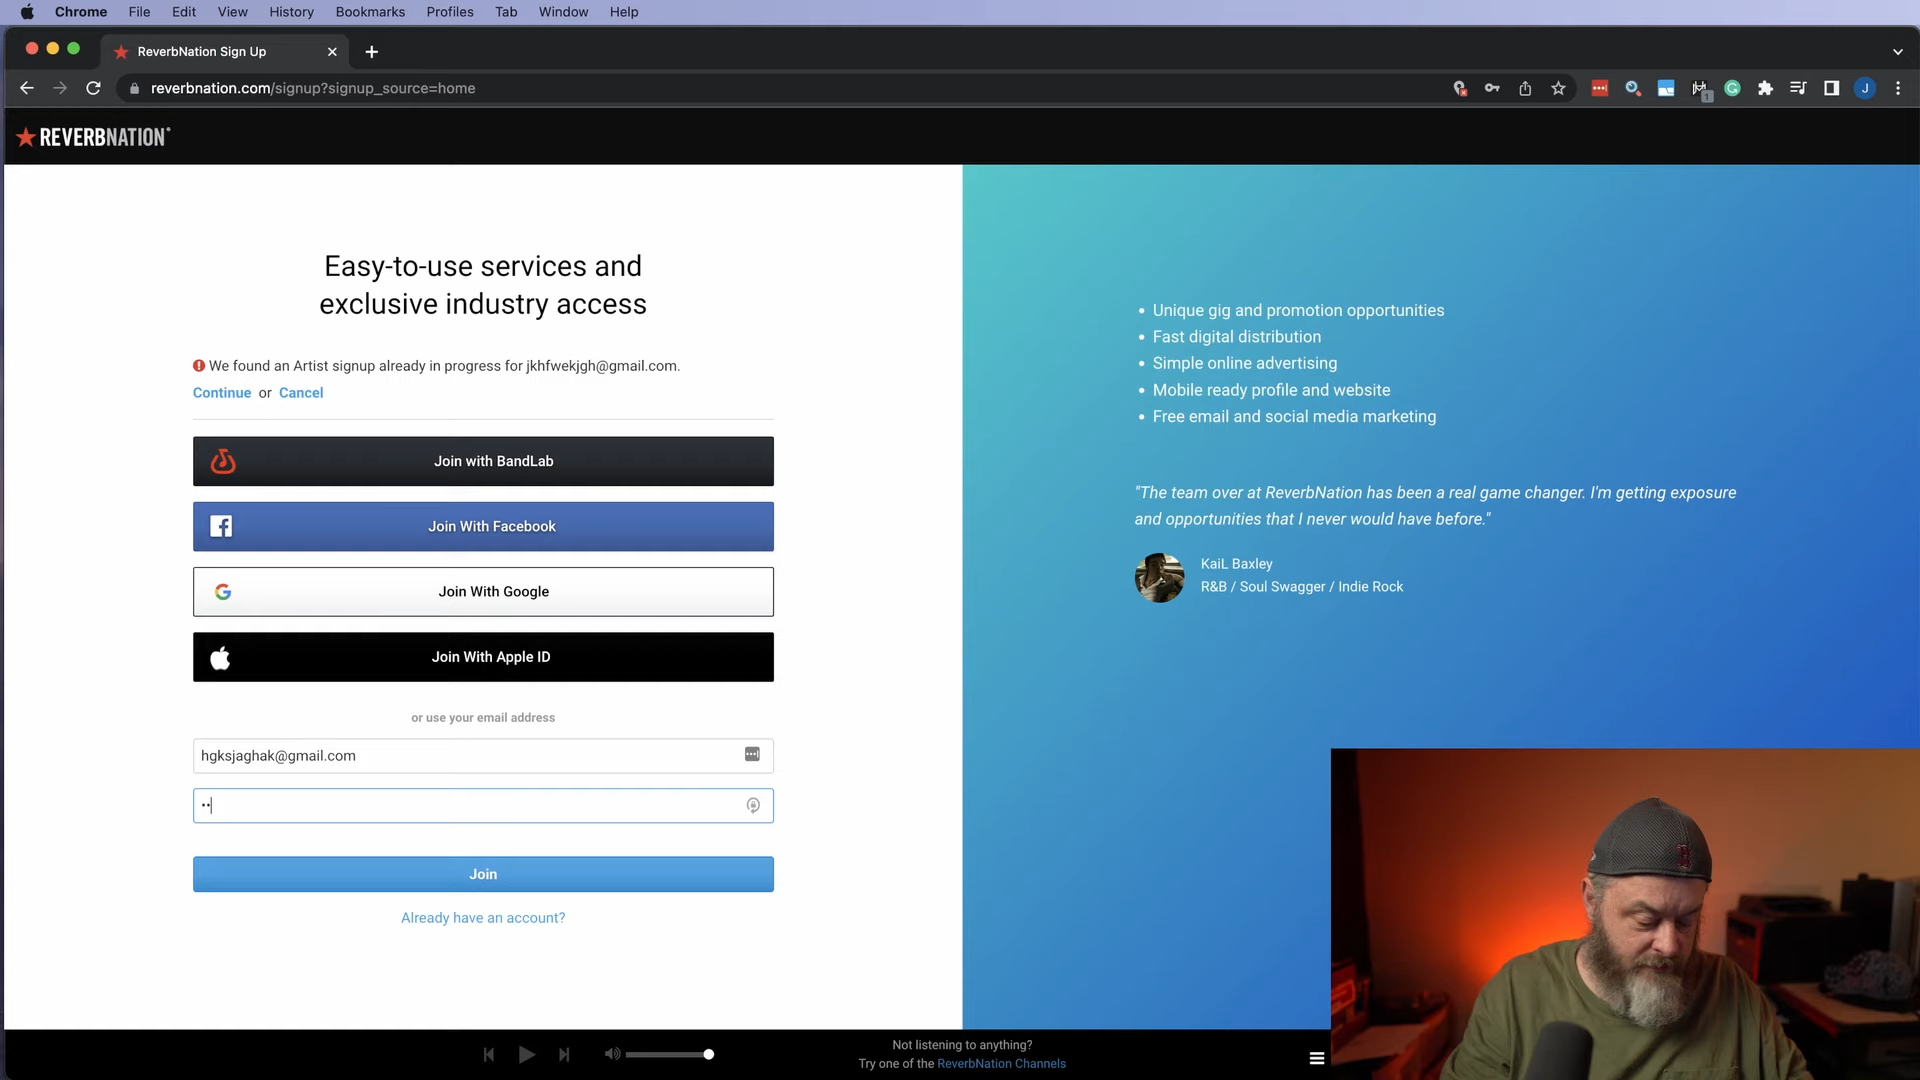 Chrome File Edit View History Bookmarks Profiles Tab Window Help
ReverbNation Sign Up
reverbnation.com/signup?signup_source=home
1
J
REVERBNATION
Easy-to-use services and
exclusive industry access
We found an Artist signup already in progress for jkhfwekjgh@gmail.com.
Continue or Cancel
Join with BandLab
Join With Facebook
Join With Google
Join With Apple ID
or use your email address
hgksjaghak@gmail.com
••
Join
Already have an account?
• Unique gig and promotion opportunities
• Fast digital distribution
• Simple online advertising
• Mobile ready profile and website
• Free email and social media marketing
"The team over at ReverbNation has been a real game changer. I'm getting exposure
and opportunities that I never would have before."
KaiL Baxley
R&B / Soul Swagger / Indie Rock
Not listening to anything?
Try one of the ReverbNation Channels